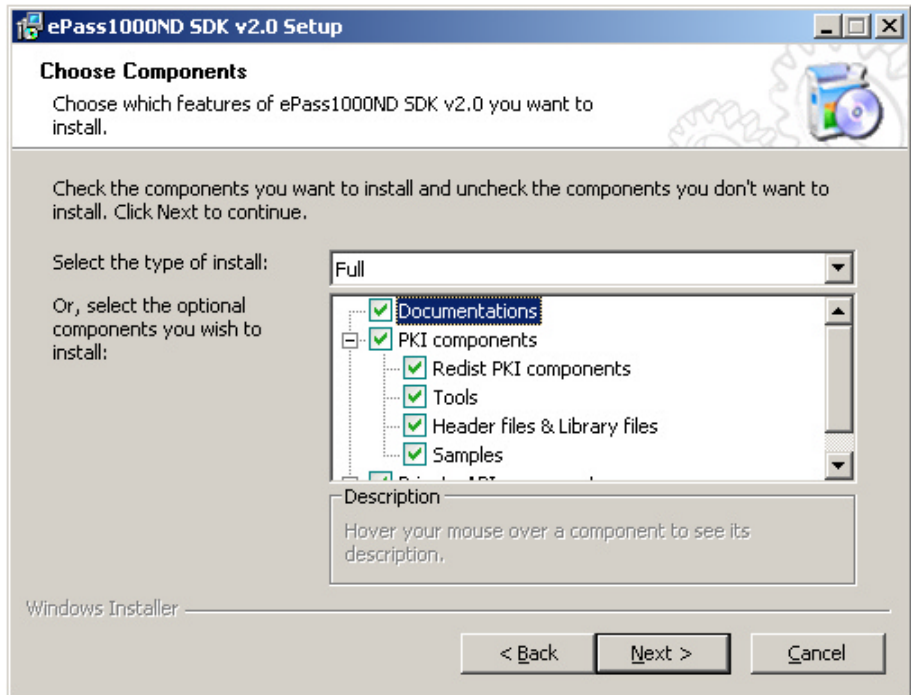 ePass1000ND SDK v2.0 Setup
Choose Components
Choose which features of ePass1000ND SDK v2.0 you want to
install.
Check the components you want to install and uncheck the components you don't want to
install. Click Next to continue.
Select the type of install:
Full
Or, select the optional
components you wish to
install:
Documentations
PKI components
Redist PKI components
Tools
Header files & Library files
Samples
Description
Hover your mouse over a component to see its
description.
Windows Installer
< Back
Next >
Cancel